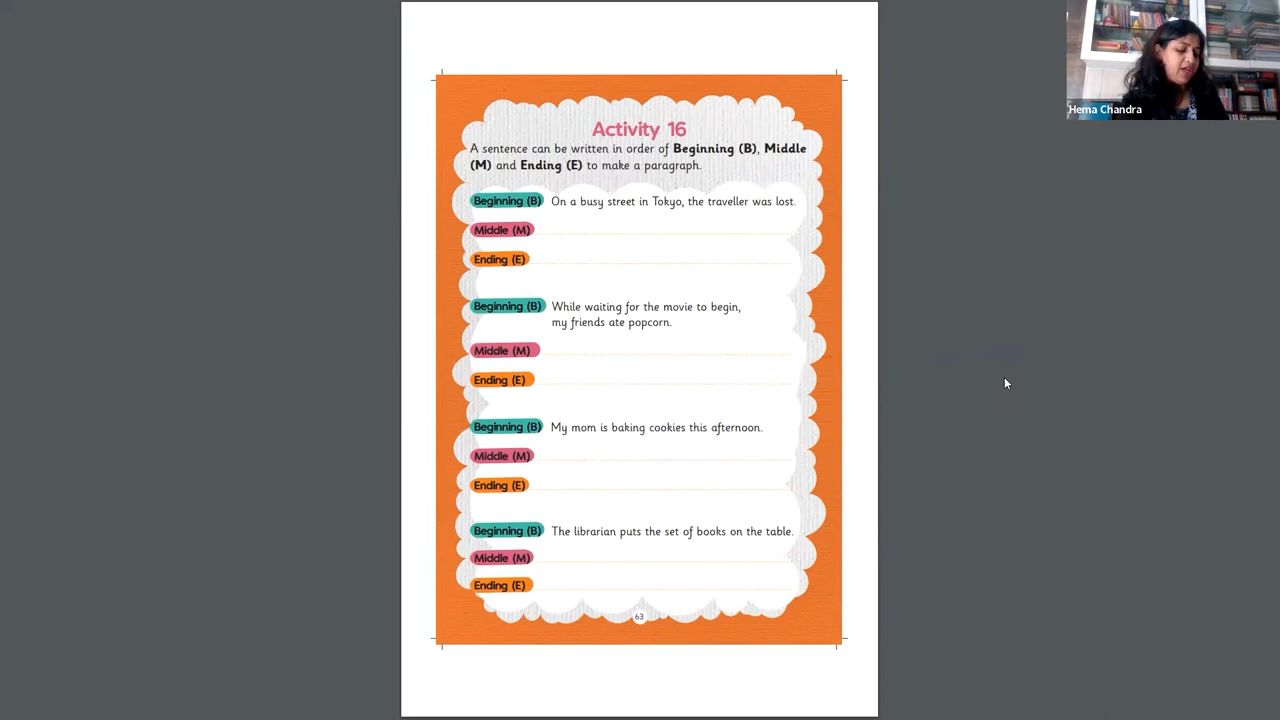 Hema Chandra
Activity 16
A sentence can be written in order of Beginning (B), Middle
(M) and Ending (E) to make a paragraph.
Beginning (B) On a busy street in Tokyo, the traveller was lost.
Middle (M)
Ending (E)
Beginning (B) While waiting for the movie to begin,
my friends ate popcorn.
Middle (M)
Ending (E)
Beginning (B) My mom is baking cookies this afternoon.
Middle (M)
Ending (E)
Beginning (B) The librarian puts the set of books on the table.
Middle (M)
Ending (E)
63